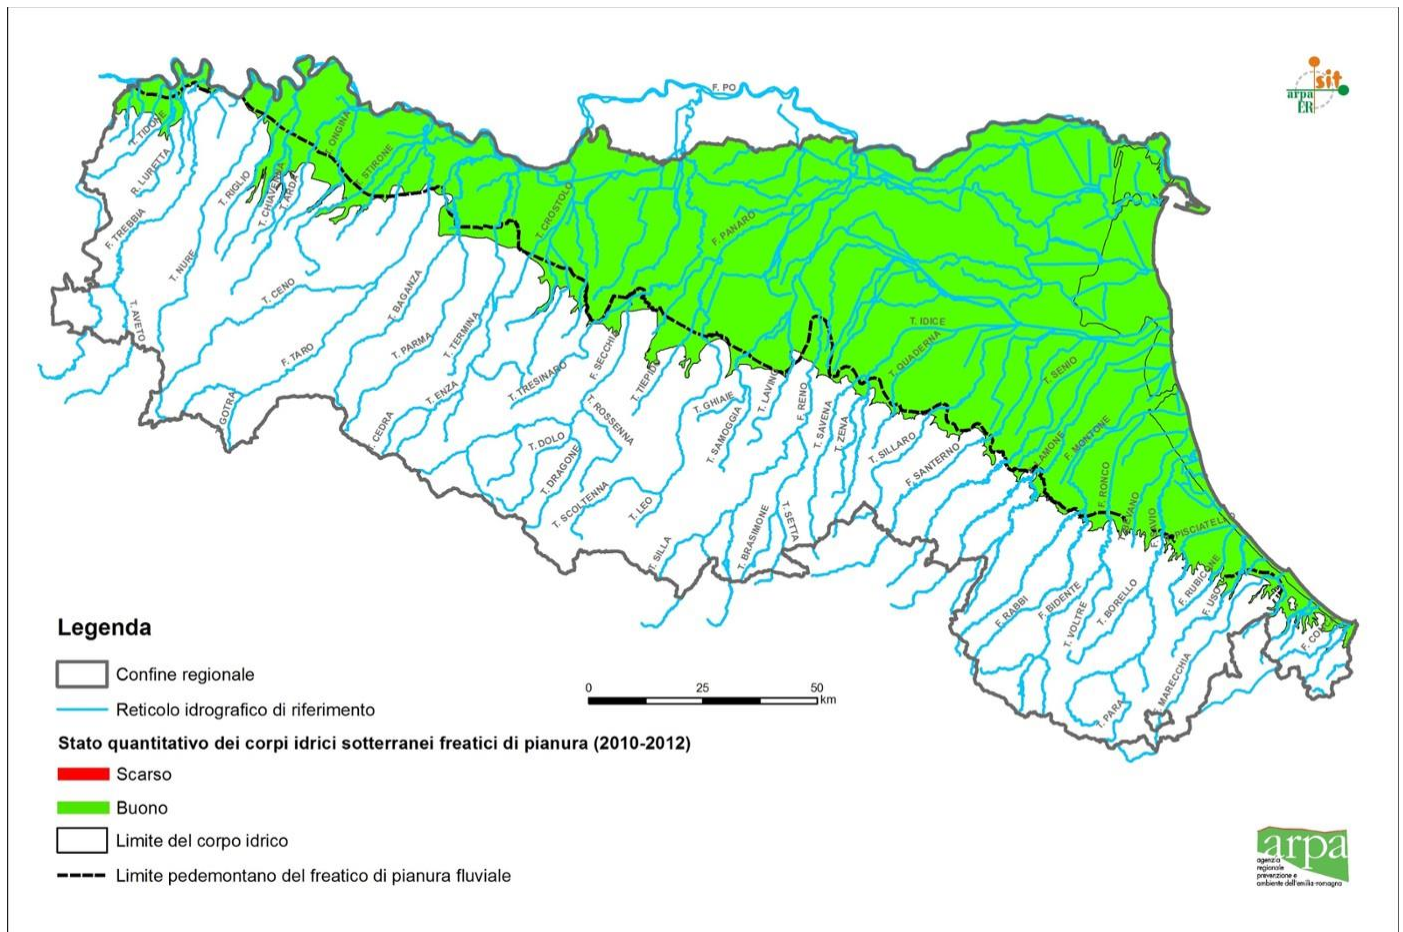 sit
arpa
ER
F. PO
T. TIDONE
R. LURETTA
F. TREBBIA
T. NURE
T. AVETO
T. RIGLIO
T. CHIAVENNA
T. ARDA
T. ONGINA
T. STIRONE
T. CENO
F. TARO
T. GOTRA
T. BAGANZA
T. PARMA
T. TERMINA
T. ENZA
T. CEDRA
T. CROSTOLO
T. TRESINARO
F. SECCHIA
T. TIEPIDO
T. DOLO
T. DRAGONE
T. ROSSENNA
T. SCOLTENNA
T. LEO
F. PANARO
T. GHIAIE
T. SAMOGGIA
T. LAVINO
F. RENO
T. SAVENA
T. ZENA
T. SILLA
T. BRASIMONE
T. SETTA
T. IDICE
T. QUADERNA
T. SILLARO
F. SANTERNO
T. SENIO
LAMONE
F. MONTONE
F. RONCO
BEVANO
F. SAVIO
PISCIATELLO
F. RUBICONE
F. USO
F. RABBI
F. BIDENTE
T. VOLTRE
T. BORELLO
T. PARA
F. MARECCHIA
Legenda
Confine regionale
Reticolo idrografico di riferimento
Stato quantitativo dei corpi idrici sotterranei freatici di pianura (2010-2012)
Scarso
Buono
Limite del corpo idrico
Limite pedemontano del freatico di pianura fluviale
0 25 50
km
arpa
agenzia
regionale
prevenzione e
ambiente dell'emilia-romagna